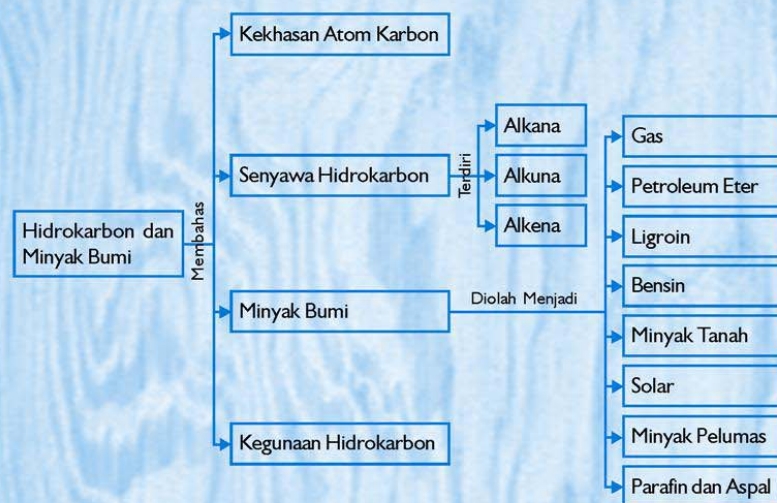 Hidrokarbon dan
Minyak Bumi
Membahas
Kekhasan Atom Karbon
Senyawa Hidrokarbon
Terdiri
Alkana
Alkuna
Alkena
Minyak Bumi
Diolah Menjadi
Gas
Petroleum Eter
Ligroin
Bensin
Minyak Tanah
Solar
Minyak Pelumas
Parafin dan Aspal
Kegunaan Hidrokarbon